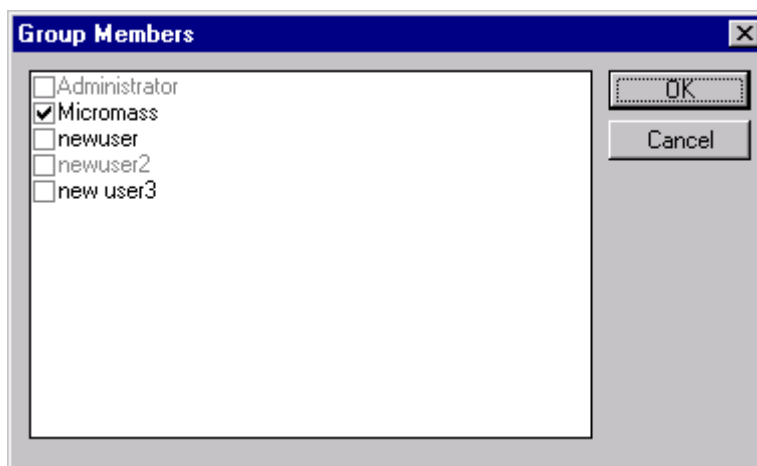 Group Members
Administrator
Micromass
newuser
newuser2
new user3
OK
Cancel